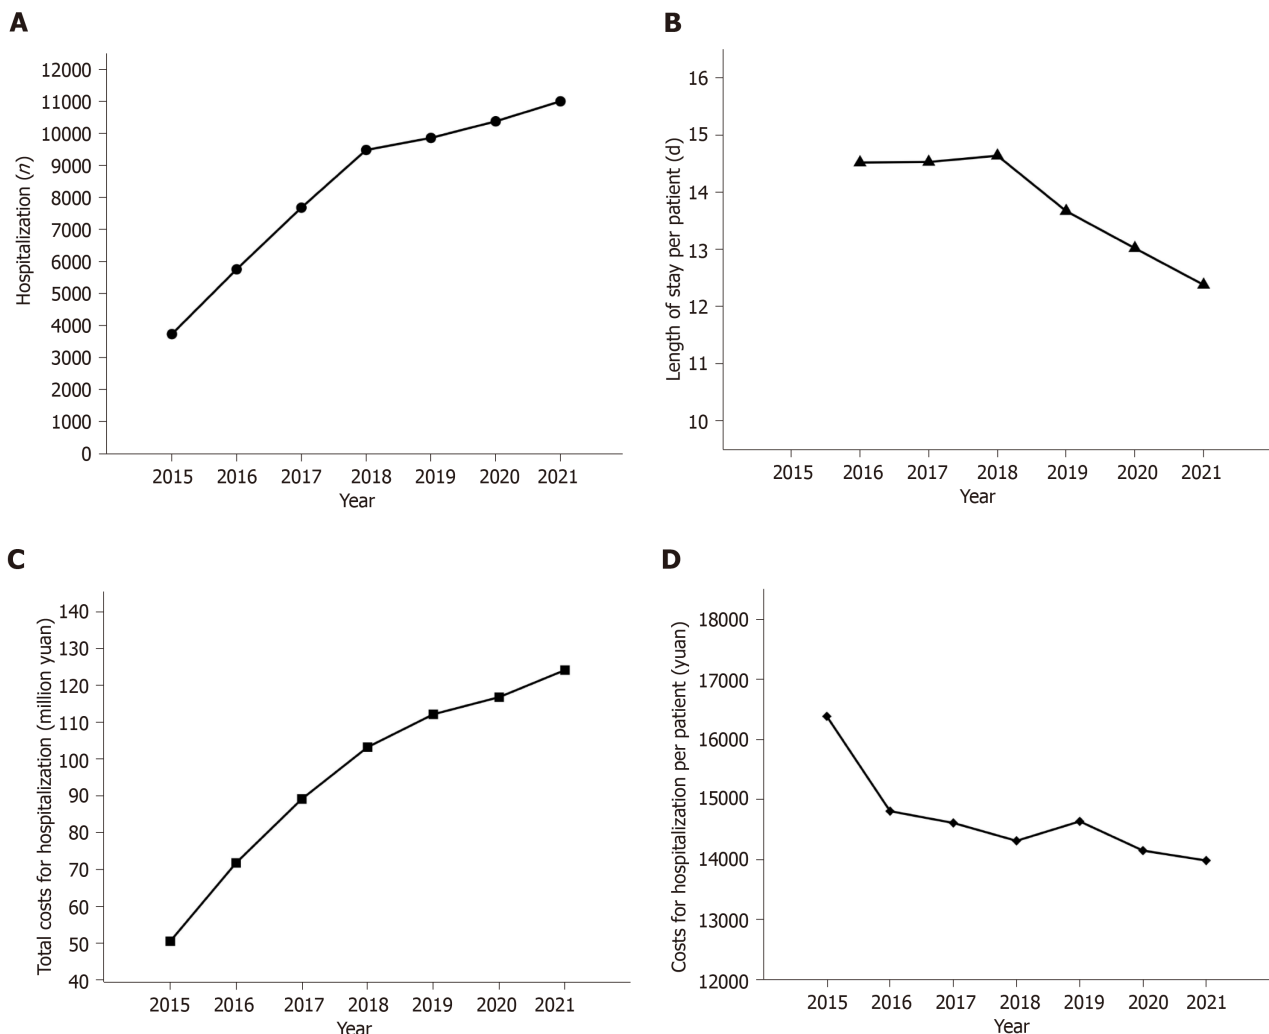 A
Hospitalization (n)
12000
11000
10000
9000
8000
7000
6000
5000
4000
3000
2000
1000
0
2015 2016 2017 2018 2019 2020 2021
Year
B
Length of stay per patient (d)
16
15
14
13
12
11
10
2015 2016 2017 2018 2019 2020 2021
Year
C
Total costs for hospitalization (million yuan)
140
130
120
110
100
90
80
70
60
50
40
2015 2016 2017 2018 2019 2020 2021
Year
D
Costs for hospitalization per patient (yuan)
18000
17000
16000
15000
14000
13000
12000
2015 2016 2017 2018 2019 2020 2021
Year